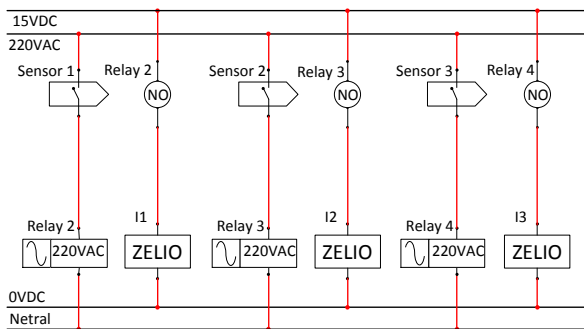 15VDC
220VAC
Sensor 1
Relay 2
Sensor 2
Relay 3
Sensor 3
Relay 4
NO
NO
NO
Relay 2
I1
Relay 3
I2
Relay 4
I3
220VAC
ZELIO
220VAC
ZELIO
220VAC
ZELIO
0VDC
Netral